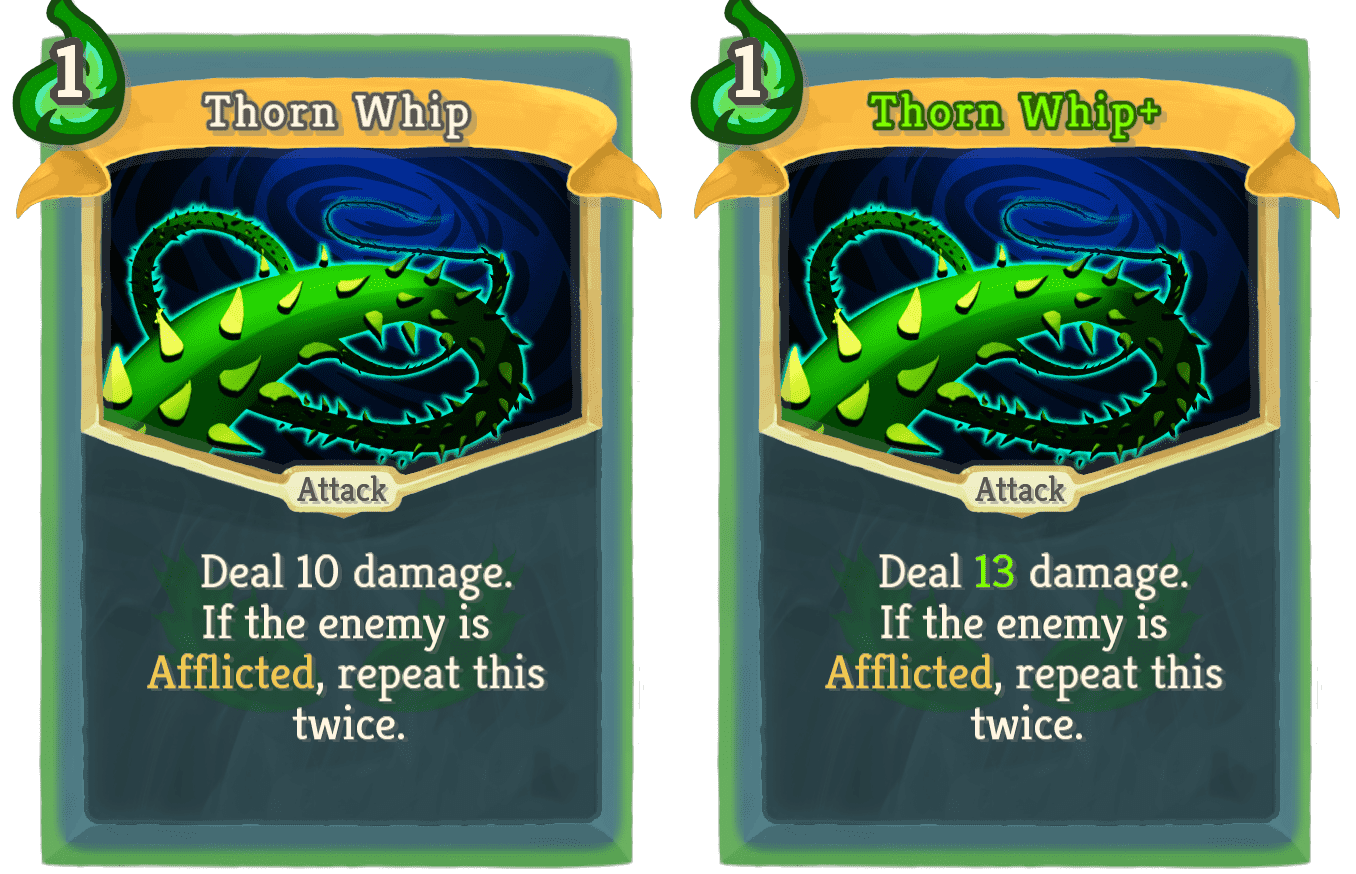 1
Thorn Whip
Attack
Deal 10 damage.
If the enemy is
Afflicted, repeat this
twice.
1
Thorn Whip+
Attack
Deal 13 damage.
If the enemy is
Afflicted, repeat this
twice.